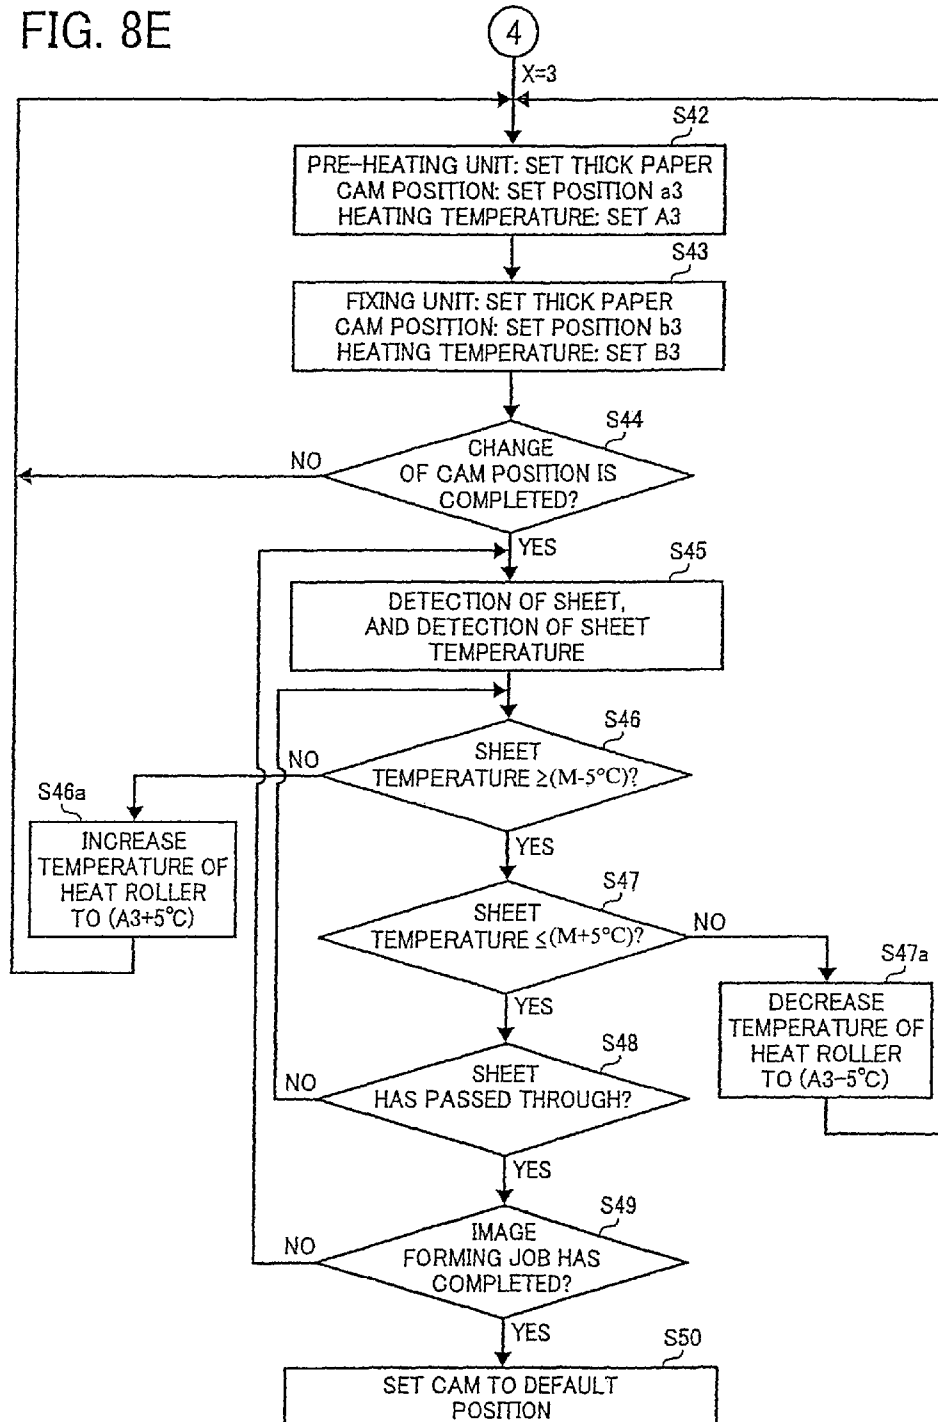 FIG. 8E
4
X=3
S42
PRE-HEATING UNIT: SET THICK PAPER
CAM POSITION: SET POSITION a3
HEATING TEMPERATURE: SET A3
S43
FIXING UNIT: SET THICK PAPER
CAM POSITION: SET POSITION b3
HEATING TEMPERATURE: SET B3
S44
CHANGE
OF CAM POSITION IS
COMPLETED?
NO
YES
S45
DETECTION OF SHEET,
AND DETECTION OF SHEET
TEMPERATURE
S46
SHEET
TEMPERATURE ≥(M-5°C)?
NO
YES
S46a
INCREASE
TEMPERATURE OF
HEAT ROLLER
TO (A3+5°C)
S47
SHEET
TEMPERATURE ≤(M+5°C)?
NO
YES
S47a
DECREASE
TEMPERATURE OF
HEAT ROLLER
TO (A3-5°C)
S48
SHEET
HAS PASSED THROUGH?
NO
YES
S49
IMAGE
FORMING JOB HAS
COMPLETED?
NO
YES
S50
SET CAM TO DEFAULT
POSITION